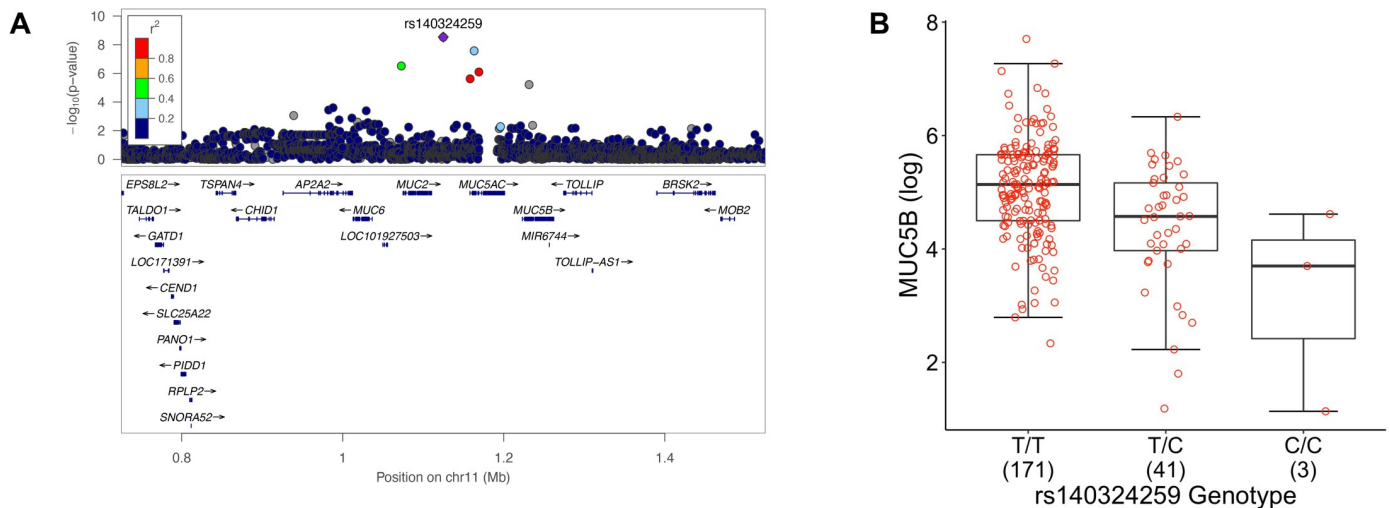 A
rs140324259
10
8
6
4
2
0
−log10(p−value)
r2
0.8
0.6
0.4
0.2
EPS8L2→ TSPAN4→ AP2A2→ MUC2→ MUC5AC→ ←TOLLIP BRSK2→
TALDO1→ ←CHID1 ←MUC6 MUC5B→ ←MOB2
←GATD1 LOC101927503→ MIR6744→
LOC171391→ TOLLIP−AS1→
←CEND1
←SLC25A22
PANO1→
←PIDD1
RPLP2→
SNORA52→
0.8 1 1.2 1.4
Position on chr11 (Mb)
B
8
6
4
2
MUC5B (log)
T/T T/C C/C
(171) (41) (3)
rs140324259 Genotype